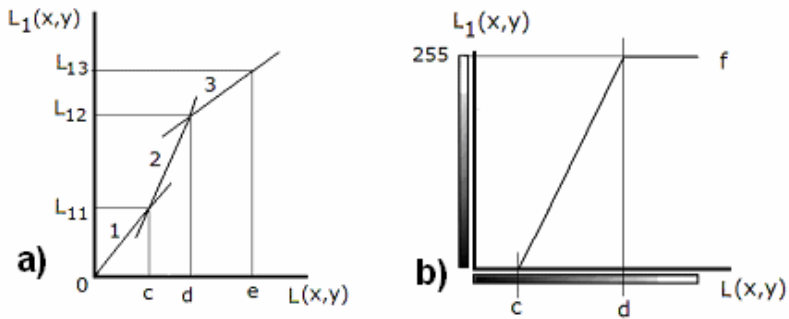 L₁(x,y)
L₁₃
3
L₁₂
2
L₁₁
1
a)
0
c d e L(x,y)
L₁(x,y)
255
f
b)
c d L(x,y)